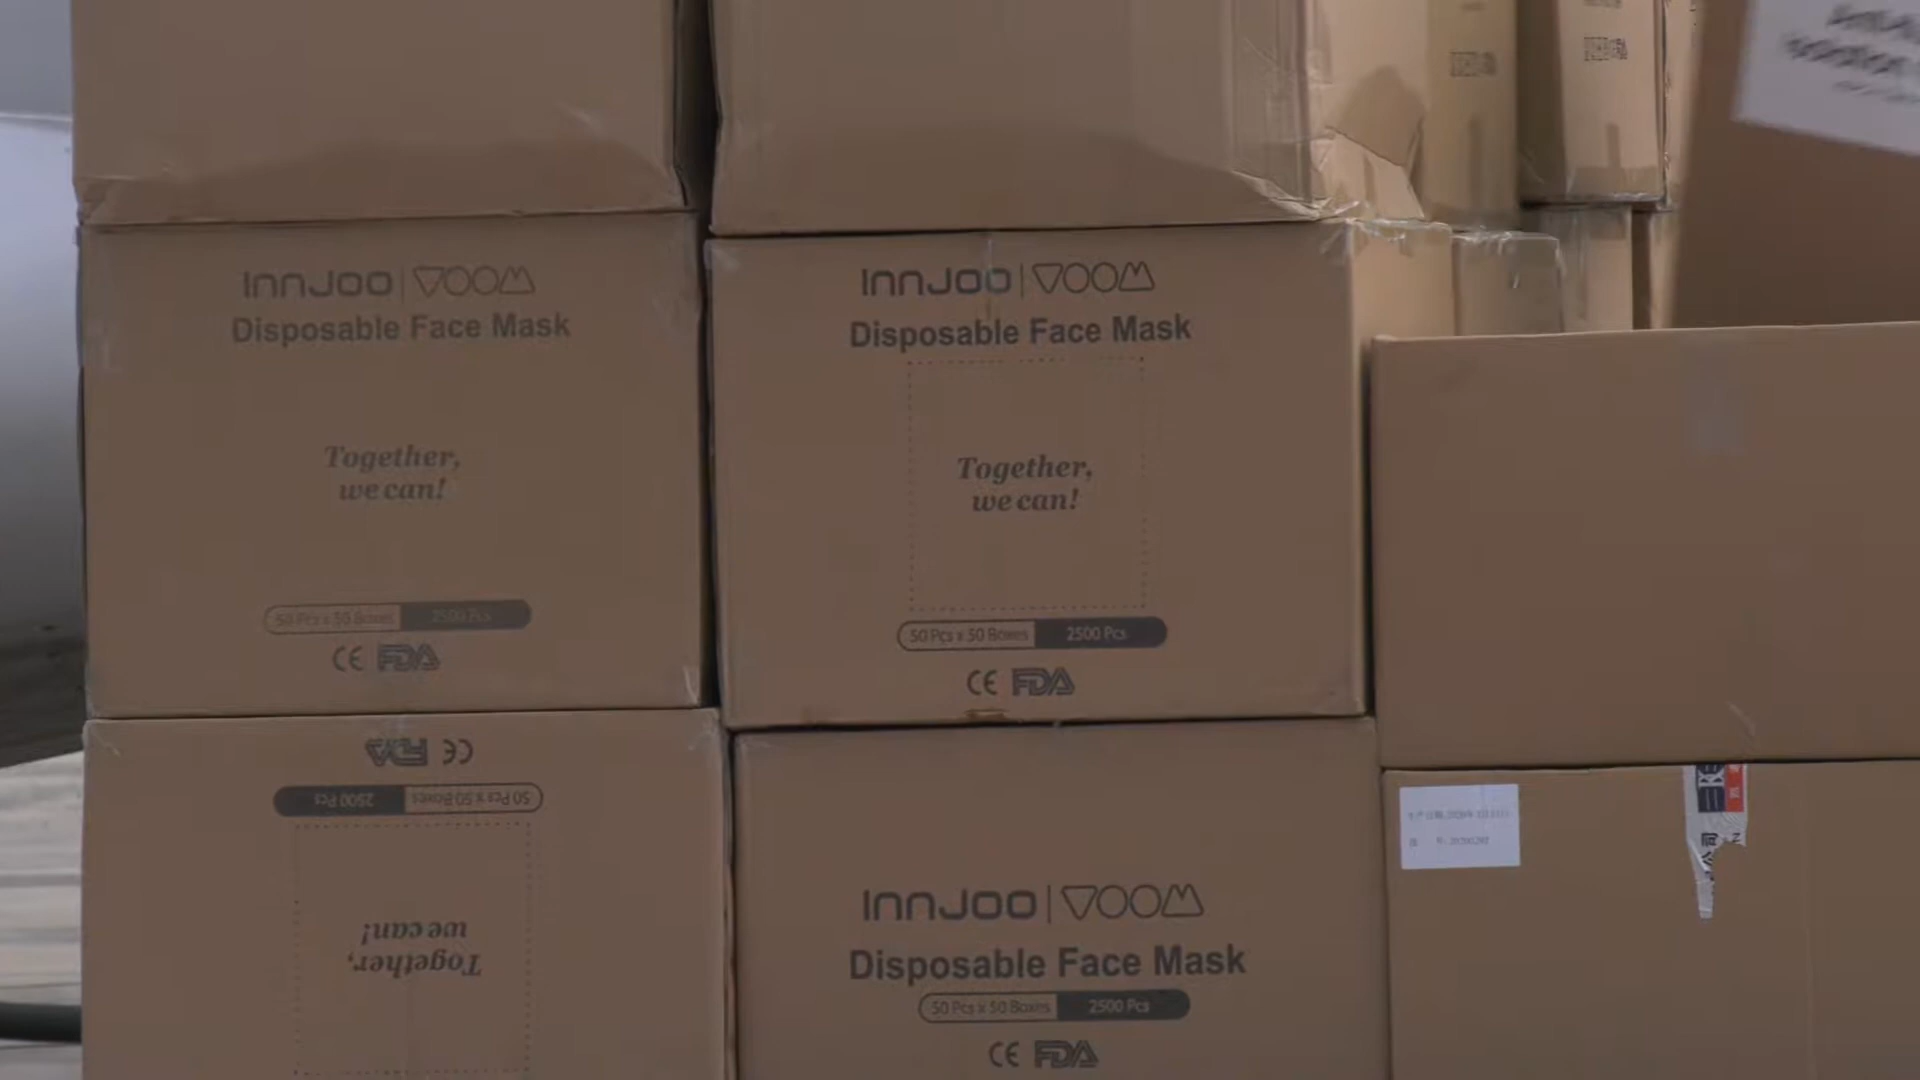 InnJoo | VOOM
Disposable Face Mask
Together,
we can!
50 Pcs x 50 Boxes 2500 Pcs
CE FDA
InnJoo | VOOM
Disposable Face Mask
Together,
we can!
50 Pcs x 50 Boxes 2500 Pcs
CE FDA
Together,
we can!
50 Pcs x 50 Boxes 2500 Pcs
CE FDA
InnJoo | VOOM
Disposable Face Mask
50 Pcs x 50 Boxes 2500 Pcs
CE FDA